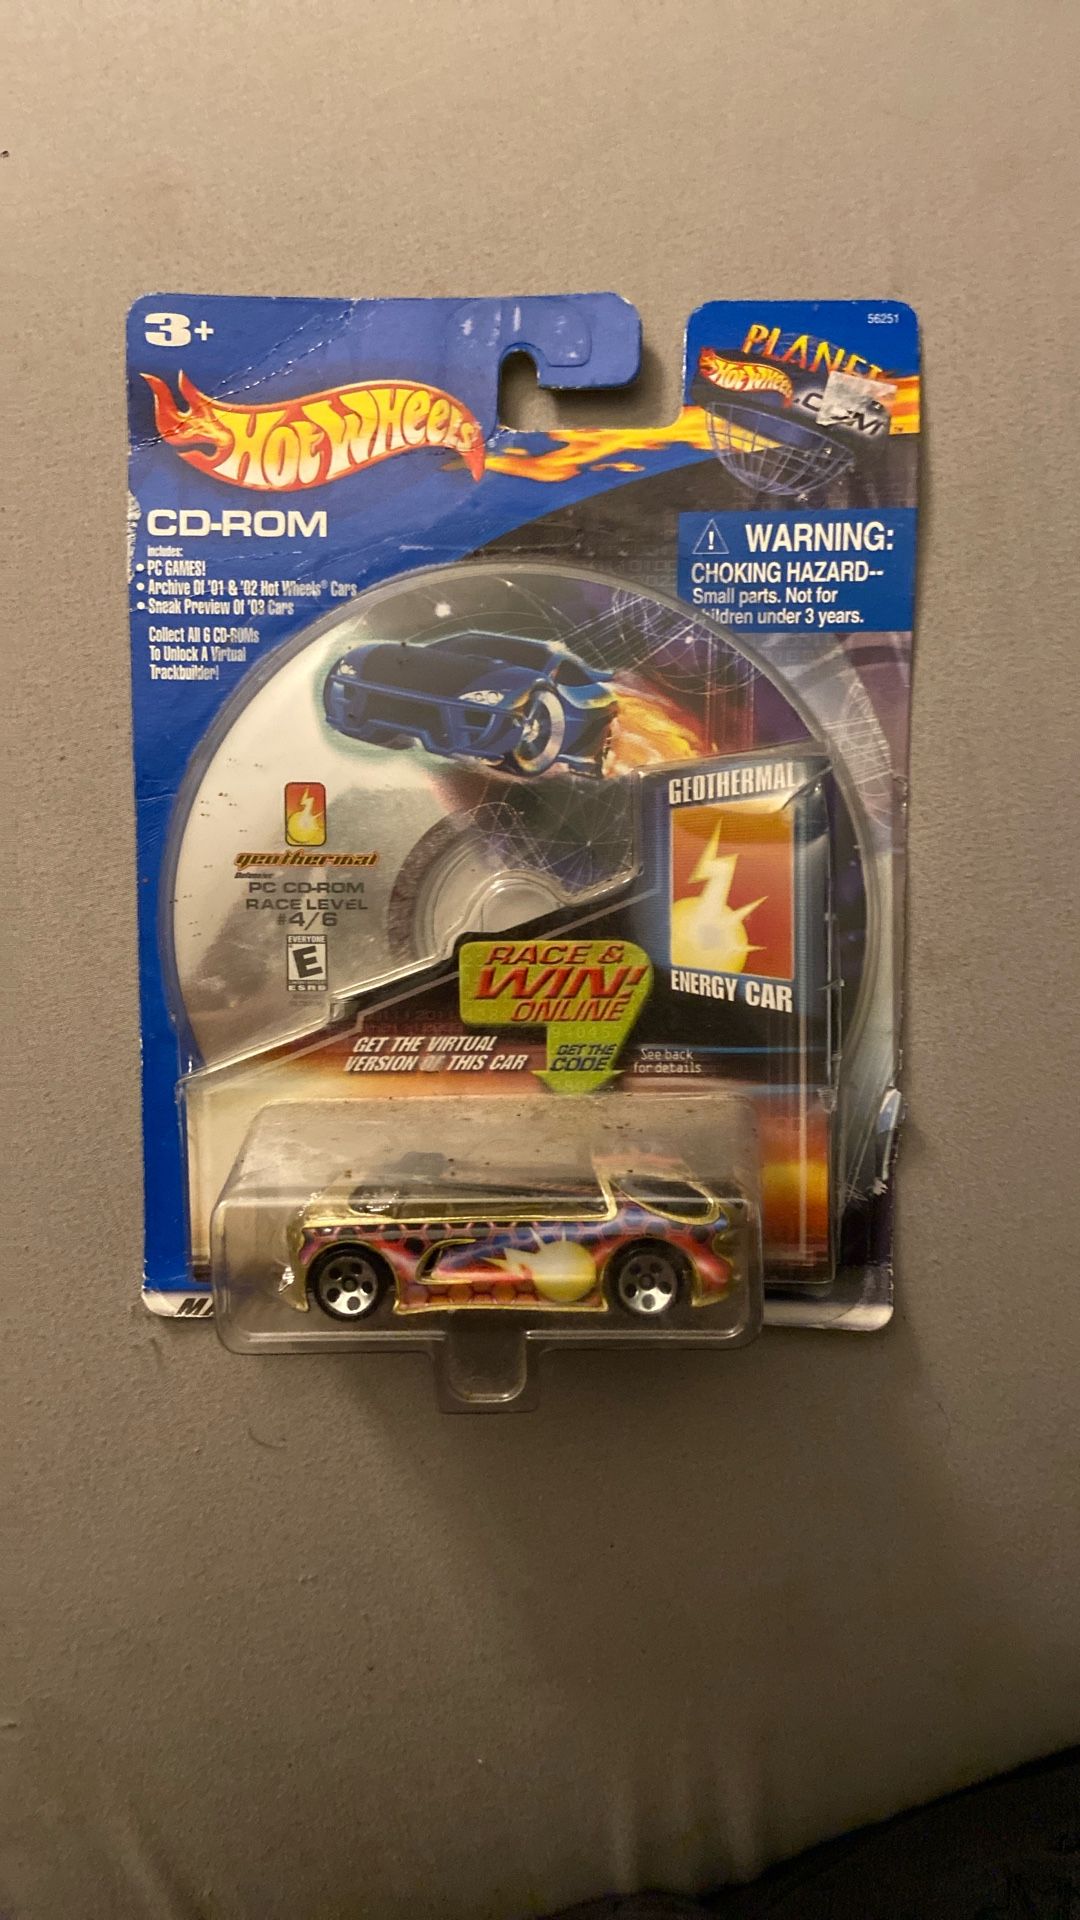 3+
56251
HOT WHEELS
PLANET
HOT WHEELS
.COM
CD-ROM
Includes:
• PC GAMES!
• Archive Of '01 & '02 Hot Wheels® Cars
• Sneak Preview Of '03 Cars
Collect All 6 CD-ROMs
To Unlock A Virtual
Trackbuilder!
WARNING:
CHOKING HAZARD--
Small parts. Not for
children under 3 years.
GEOTHERMAL
ENERGY CAR
geothermal
PC CD-ROM
RACE LEVEL
#4/6
EVERYONE
E
ESRB
RACE &
WIN!
ONLINE
GET THE VIRTUAL
VERSION OF THIS CAR
GET THE
CODE
See back
for details